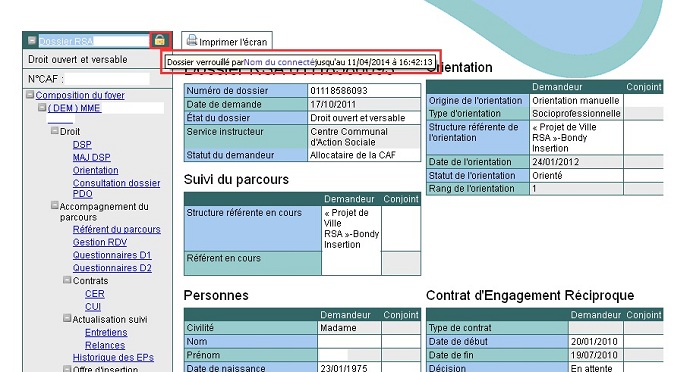 Dossier RSA
Imprimer l'écran
Droit ouvert et versable
Dossier verrouillé par Nom du connecté jusqu'au 11/04/2014 à 16:42:13
N°CAF :
Composition du foyer
( DEM ) MME
Droit
DSP
MAJ DSP
Orientation
Consultation dossier
PDO
Accompagnement du
parcours
Référent du parcours
Gestion RDV
Questionnaires D1
Questionnaires D2
Contrats
CER
CUI
Actualisation suivi
Entretiens
Relances
Historique des EPs
Offre d'insertion
Dossier RSA 01118586093
Numéro de dossier 01118586093
Date de demande 17/10/2011
État du dossier Droit ouvert et versable
Service instructeur Centre Communal
d'Action Sociale
Statut du demandeur Allocataire de la CAF
Suivi du parcours
Demandeur Conjoint
Structure référente en cours « Projet de
Ville
RSA »-Bondy
Insertion
Référent en cours
Personnes
Demandeur Conjoint
Civilité Madame
Nom
Prénom
Date de naissance 23/01/1975
Orientation
Demandeur Conjoint
Origine de l'orientation Orientation manuelle
Type d'orientation Socioprofessionnelle
Structure référente de « Projet de Ville
l'orientation RSA »-Bondy
Insertion
Date de l'orientation 24/01/2012
Statut de l'orientation Orienté
Rang de l'orientation 1
Contrat d'Engagement Réciproque
Demandeur Conjoint
Type de contrat
Date de début 20/01/2010
Date de fin 19/07/2010
Décision En attente